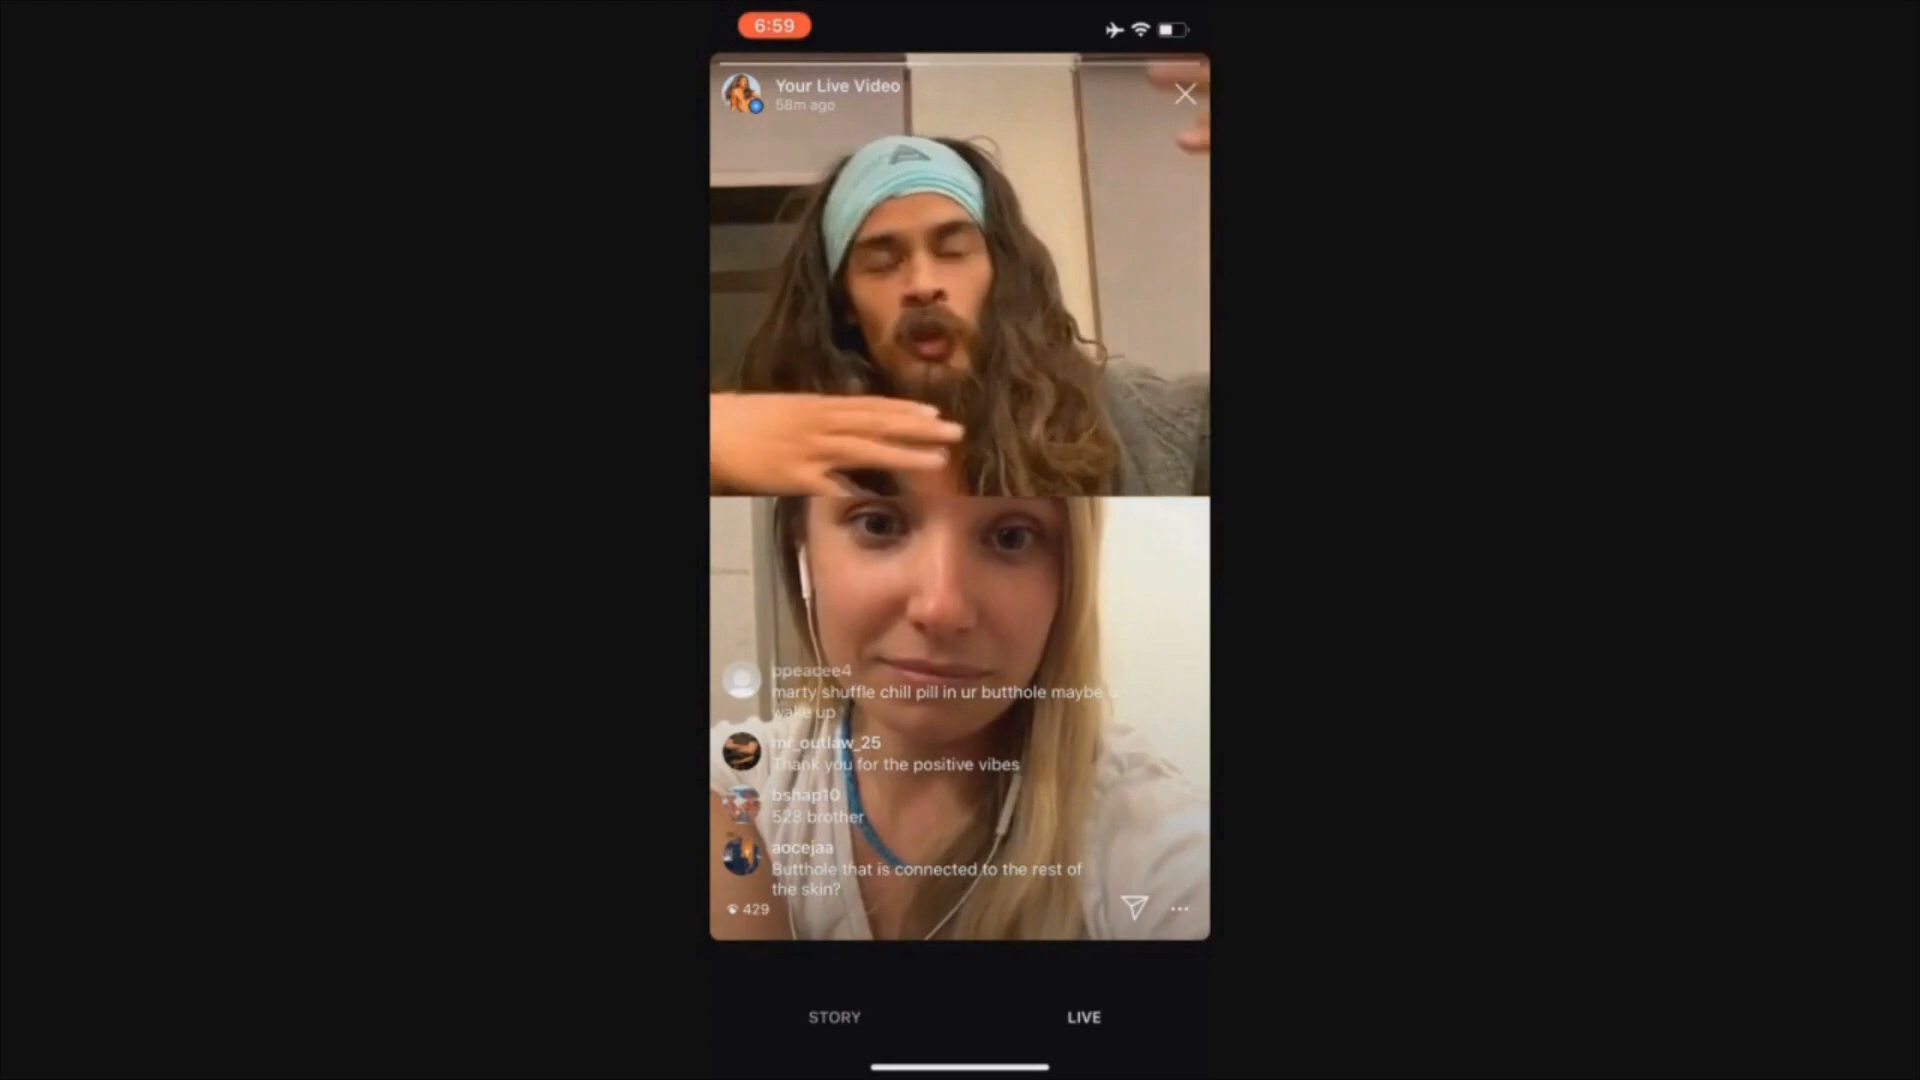 6:59
Your Live Video
58m ago
ppeacee4
marty shuffle chill pill in ur butthole maybe u
wake up
mr_outlaw_25
Thank you for the positive vibes
bshap10
528 brother
aocejaa
Butthole that is connected to the rest of
the skin?
429
STORY
LIVE